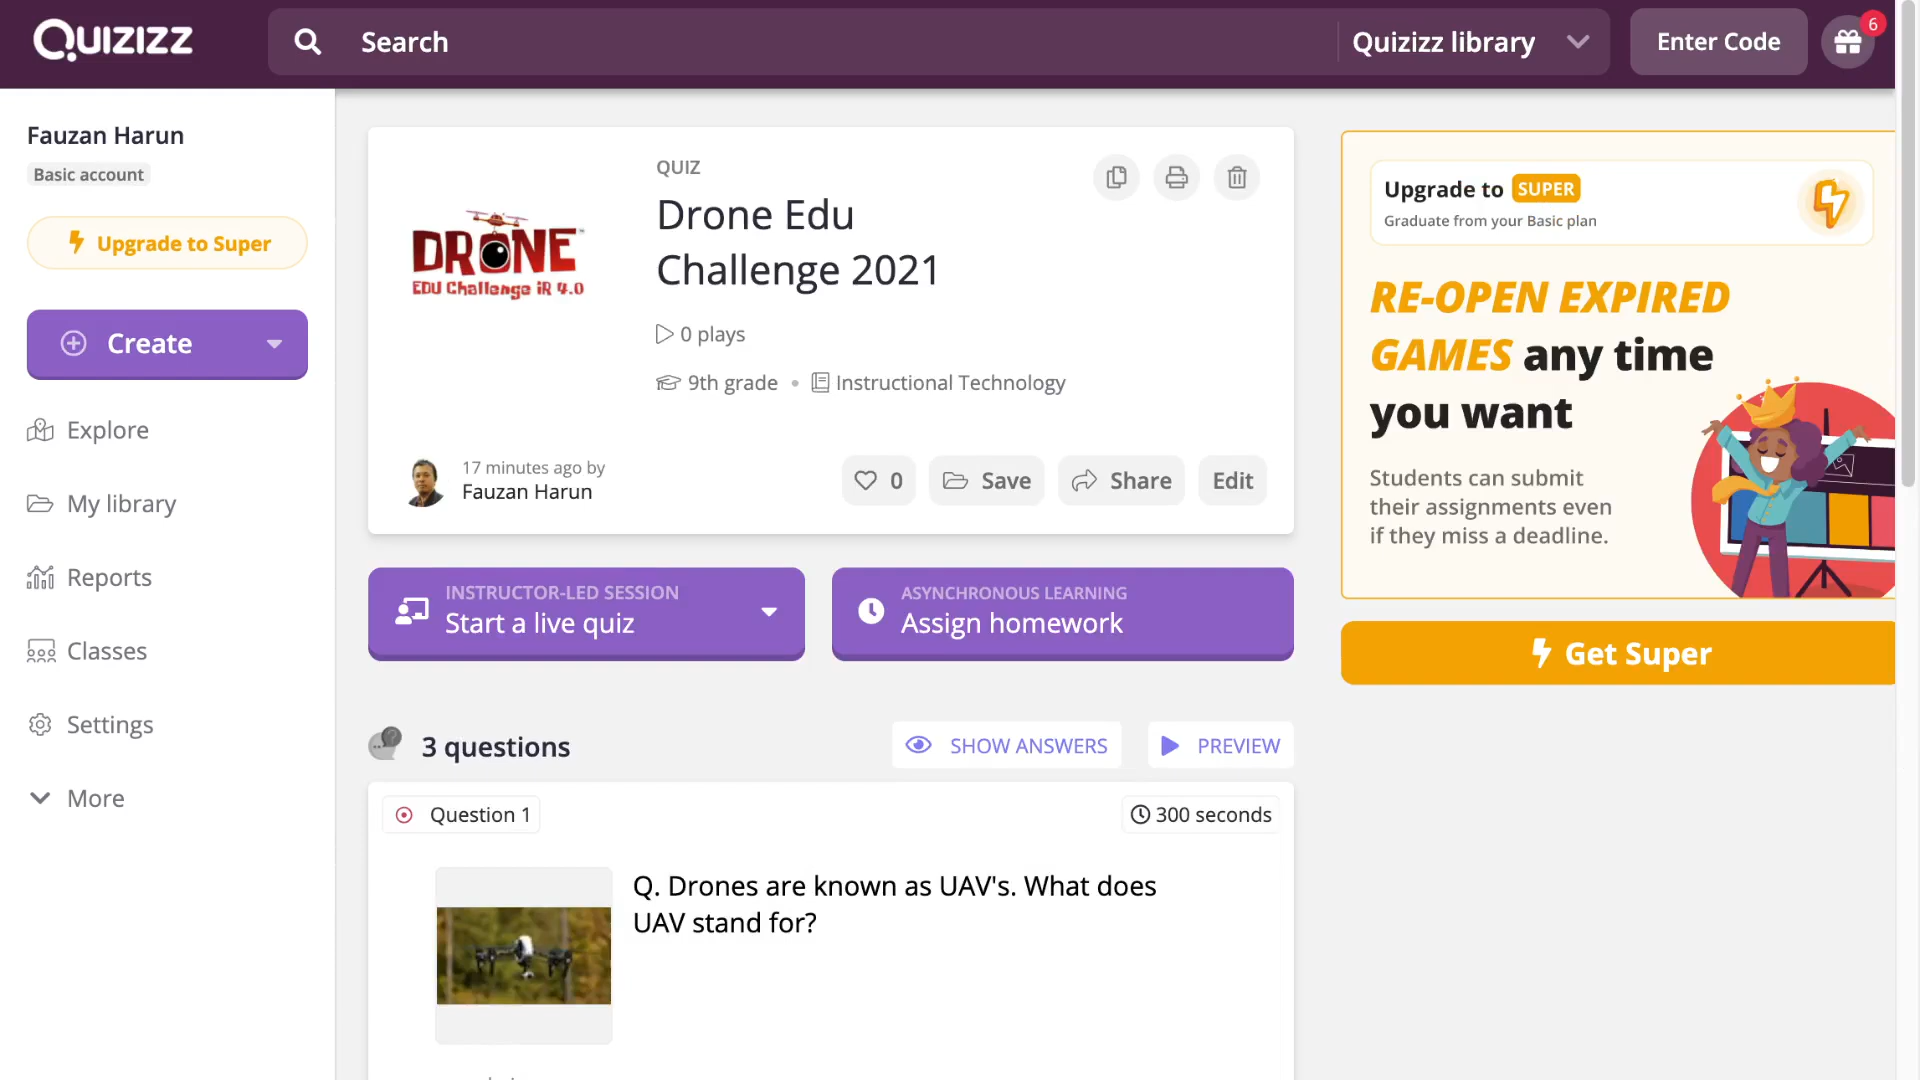 QUIZIZZ
Search
Quizizz library
Enter Code
6
Fauzan Harun
Basic account
Upgrade to Super
Create
Explore
My library
Reports
Classes
Settings
More
DRONE
EDU Challenge iR 4.0
QUIZ
Drone Edu
Challenge 2021
0 plays
9th grade • Instructional Technology
17 minutes ago by
Fauzan Harun
0
Save
Share
Edit
INSTRUCTOR-LED SESSION
Start a live quiz
ASYNCHRONOUS LEARNING
Assign homework
3 questions
SHOW ANSWERS
PREVIEW
Question 1
300 seconds
Q. Drones are known as UAV's. What does
UAV stand for?
Upgrade to SUPER
Graduate from your Basic plan
RE-OPEN EXPIRED
GAMES any time
you want
Students can submit
their assignments even
if they miss a deadline.
Get Super